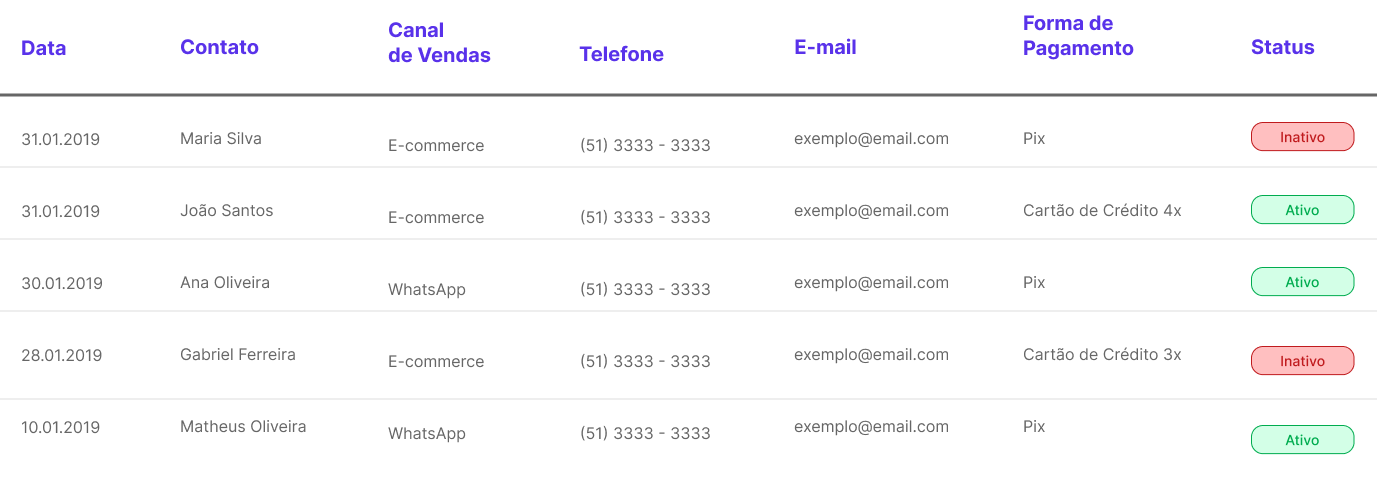 Data Contato Canal de Vendas Telefone E-mail Forma de Pagamento Status
31.01.2019 Maria Silva E-commerce (51) 3333 - 3333 exemplo@email.com Pix Inativo
31.01.2019 João Santos E-commerce (51) 3333 - 3333 exemplo@email.com Cartão de Crédito 4x Ativo
30.01.2019 Ana Oliveira WhatsApp (51) 3333 - 3333 exemplo@email.com Pix Ativo
28.01.2019 Gabriel Ferreira E-commerce (51) 3333 - 3333 exemplo@email.com Cartão de Crédito 3x Inativo
10.01.2019 Matheus Oliveira WhatsApp (51) 3333 - 3333 exemplo@email.com Pix Ativo